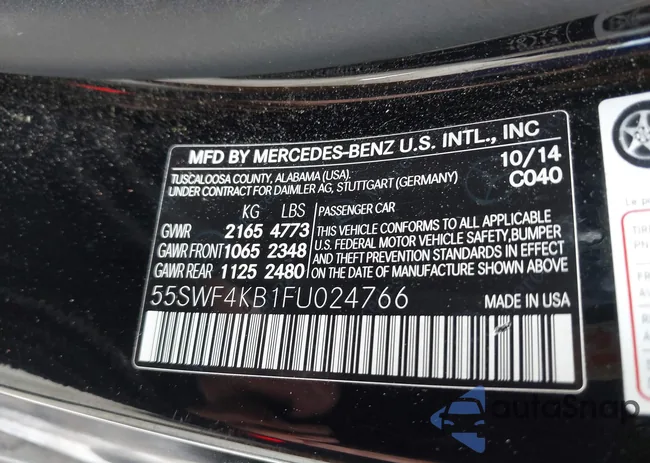 MFD BY MERCEDES-BENZ U.S. INTL., INC
TUSCALOOSA COUNTY, ALABAMA (USA). 10/14
UNDER CONTRACT FOR DAIMLER AG, STUTTGART (GERMANY) C040
KG LBS PASSENGER CAR
GVWR 2165 4773 THIS VEHICLE CONFORMS TO ALL APPLICABLE
GAWR FRONT 1065 2348 U.S. FEDERAL MOTOR VEHICLE SAFETY,BUMPER
GAWR REAR 1125 2480 AND THEFT PREVENTION STANDARDS IN EFFECT
ON THE DATE OF MANUFACTURE SHOWN ABOVE
55SWF4KB1FU024766
autoSnap